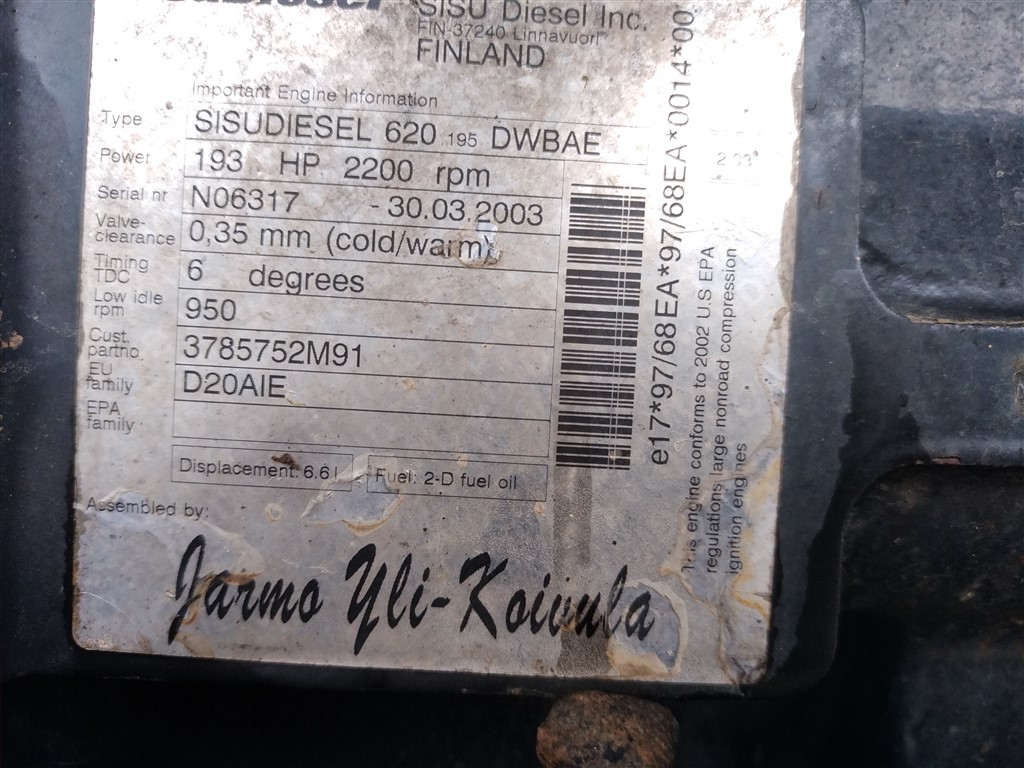 SISU Diesel Inc.
FIN-37240 Linnavuori
FINLAND
Important Engine Information
Type SISUDIESEL 620 .195 DWBAE
Power 193 HP 2200 rpm
Serial nr N06317 - 30.03.2003
Valve-clearance 0,35 mm (cold/warm)
Timing TDC 6 degrees
Low idle rpm 950
Cust. partno. 3785752M91
EU family D20AIE
EPA family
Displacement: 6.6 l Fuel: 2-D fuel oil
Assembled by:
Jarmo Yli-Koivula
e17*97/68EA*97/68EA*0014*00
This engine conforms to 2002 U.S EPA
regulations large nonroad compression
ignition engines